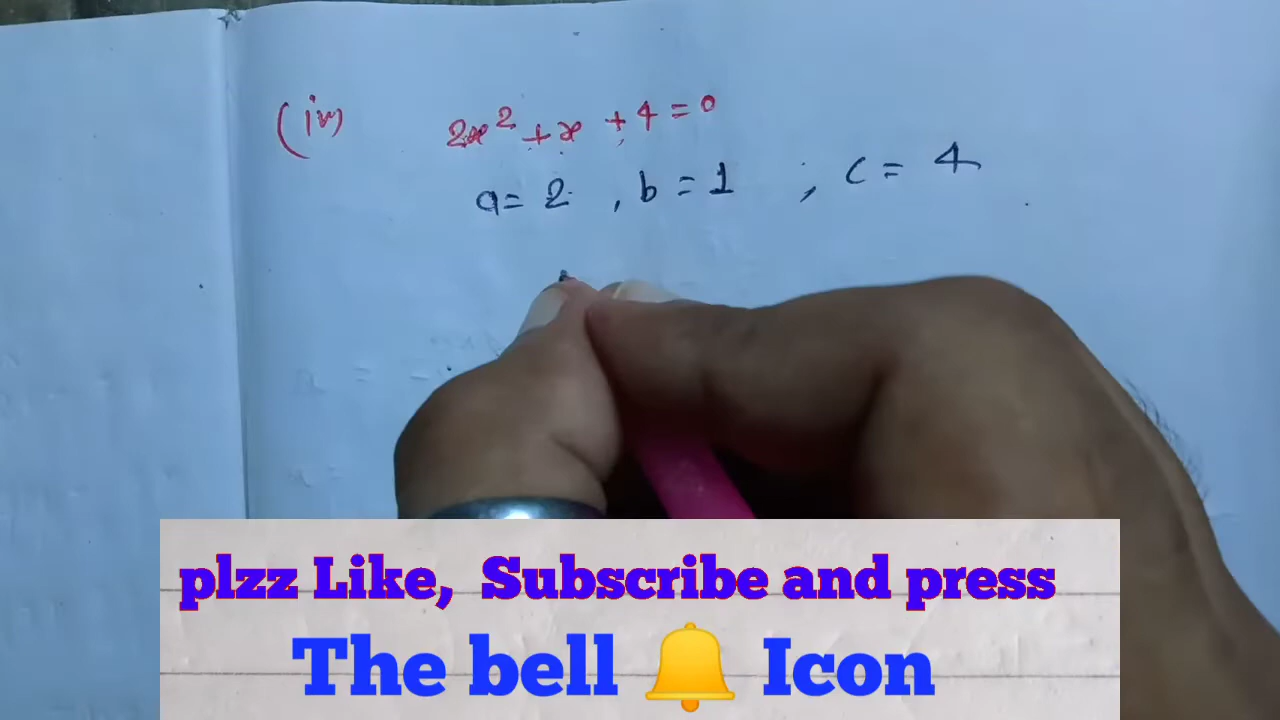 (iv) 2x² + x + 4 = 0
a = 2 , b = 1 , c = 4
plzz Like, Subscribe and press
The bell 🔔 Icon